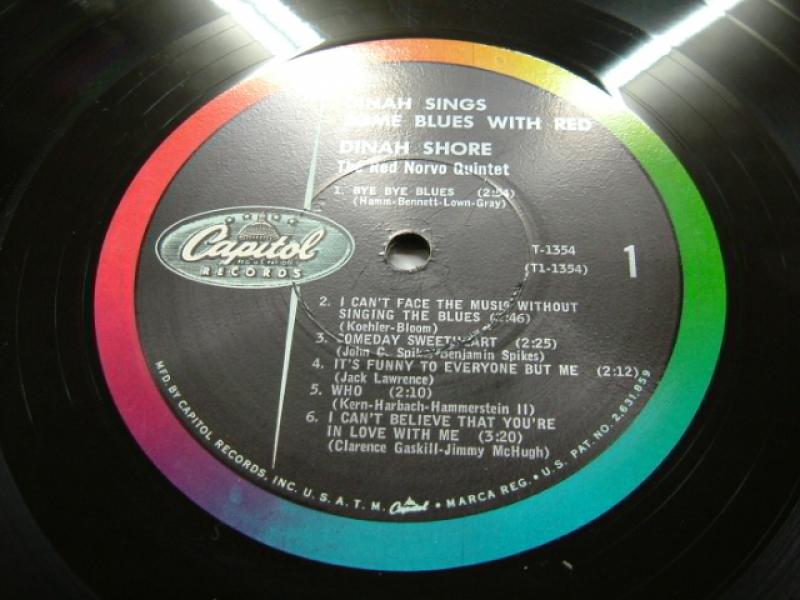 DINAH SINGS
SOME BLUES WITH RED
DINAH SHORE
The Red Norvo Quintet
1. BYE BYE BLUES (2:54)
(Hamm-Bennett-Lown-Gray)
Capitol
RECORDS
T-1354
(T1-1354)
1
2. I CAN'T FACE THE MUSIC WITHOUT
SINGING THE BLUES (2:46)
(Koehler-Bloom)
3. SOMEDAY SWEETHEART (2:25)
(John C. Spikes-Benjamin Spikes)
4. IT'S FUNNY TO EVERYONE BUT ME (2:12)
(Jack Lawrence)
5. WHO (2:10)
(Kern-Harbach-Hammerstein II)
6. I CAN'T BELIEVE THAT YOU'RE
IN LOVE WITH ME (3:20)
(Clarence Gaskill-Jimmy McHugh)
MFD. BY CAPITOL RECORDS, INC. U. S. A. T. M. Capitol • MARCA REG. • U. S. PAT. NO. 2,631,859